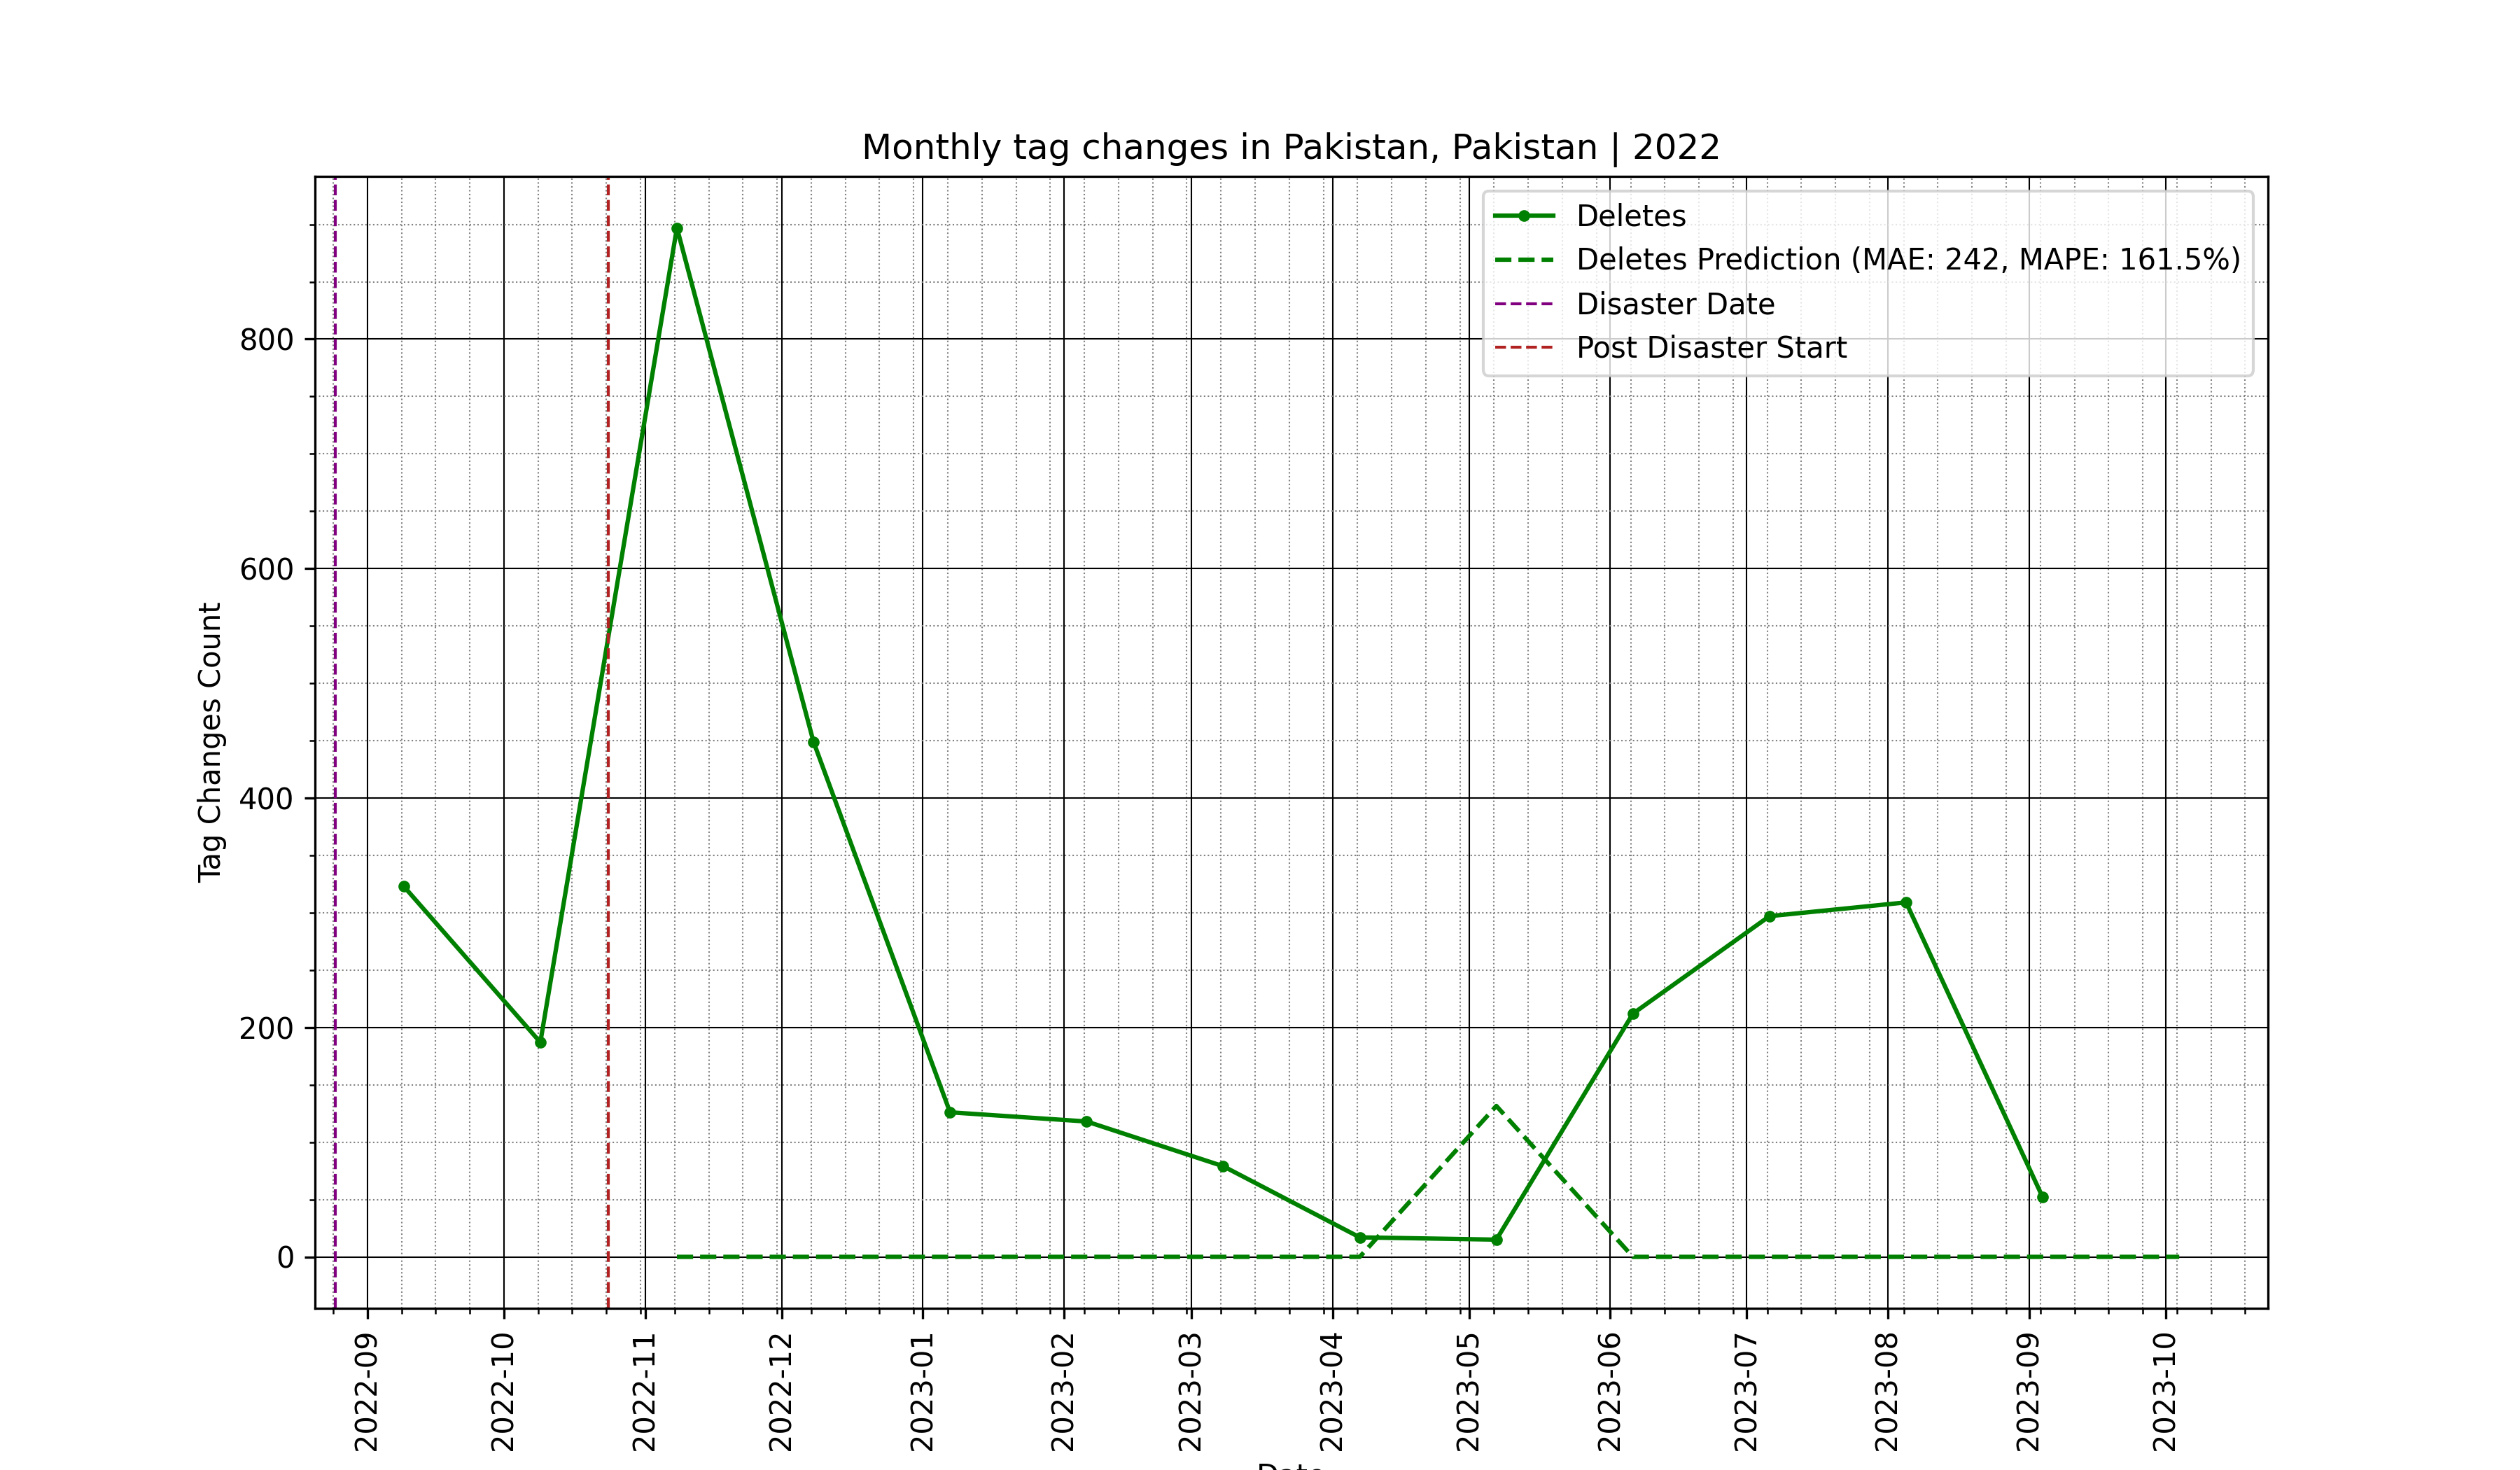 Monthly tag changes in Pakistan, Pakistan | 2022
Deletes
Deletes Prediction (MAE: 242, MAPE: 161.5%)
Disaster Date
Post Disaster Start
Tag Changes Count
800
600
400
200
0
2022-09
2022-10
2022-11
2022-12
2023-01
2023-02
2023-03
2023-04
2023-05
2023-06
2023-07
2023-08
2023-09
2023-10
Date